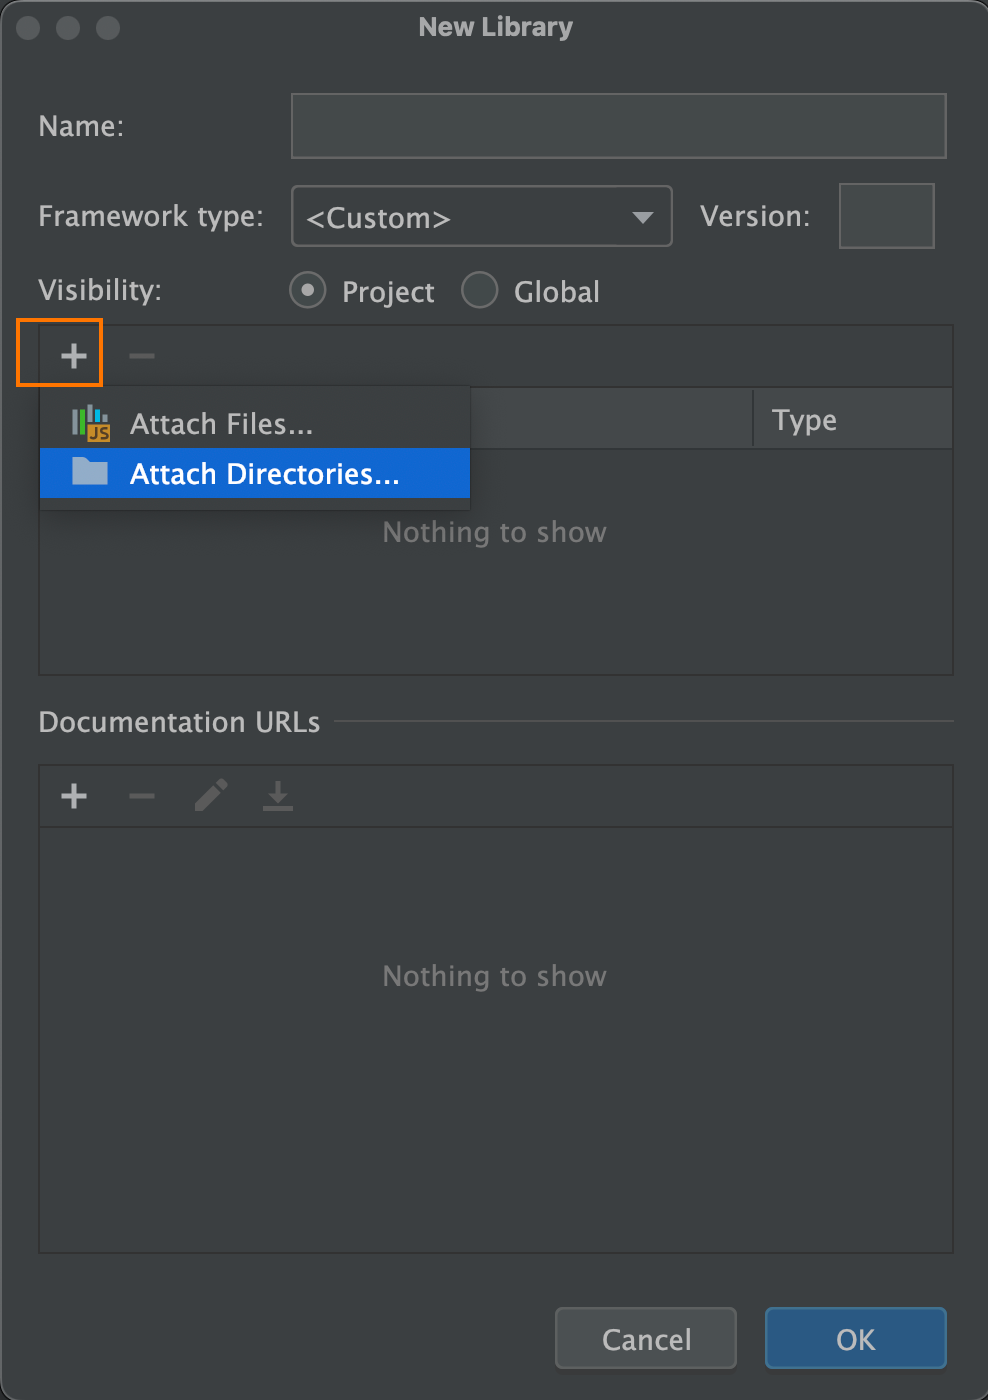 New Library
Name:
Framework type: <Custom> Version:
Visibility: Project Global
Attach Files...
Type
Attach Directories...
Nothing to show
Documentation URLs
Nothing to show
Cancel OK